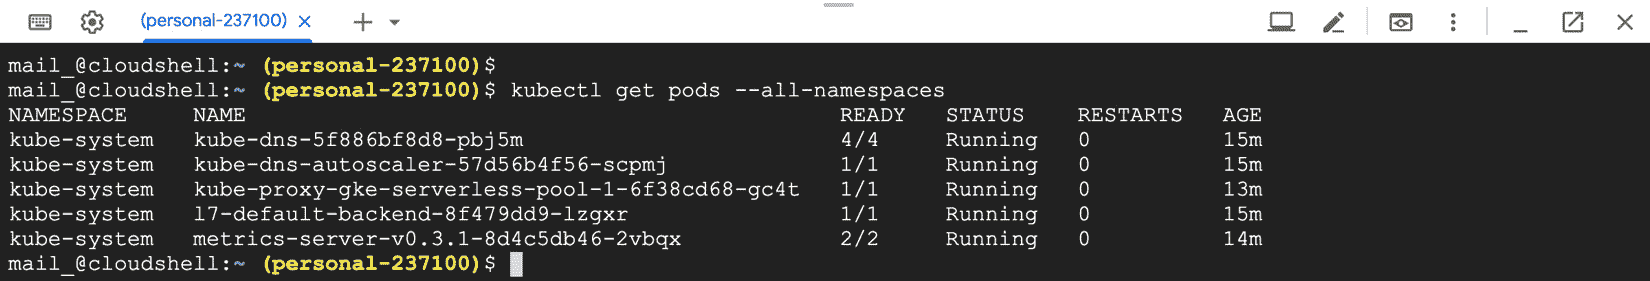 (personal-237100)
mail_@cloudshell:~ (personal-237100)$
mail_@cloudshell:~ (personal-237100)$ kubectl get pods --all-namespaces
NAMESPACE NAME READY STATUS RESTARTS AGE
kube-system kube-dns-5f886bf8d8-pbj5m 4/4 Running 0 15m
kube-system kube-dns-autoscaler-57d56b4f56-scpmj 1/1 Running 0 15m
kube-system kube-proxy-gke-serverless-pool-1-6f38cd68-gc4t 1/1 Running 0 13m
kube-system l7-default-backend-8f479dd9-lzgxr 1/1 Running 0 15m
kube-system metrics-server-v0.3.1-8d4c5db46-2vbqx 2/2 Running 0 14m
mail_@cloudshell:~ (personal-237100)$